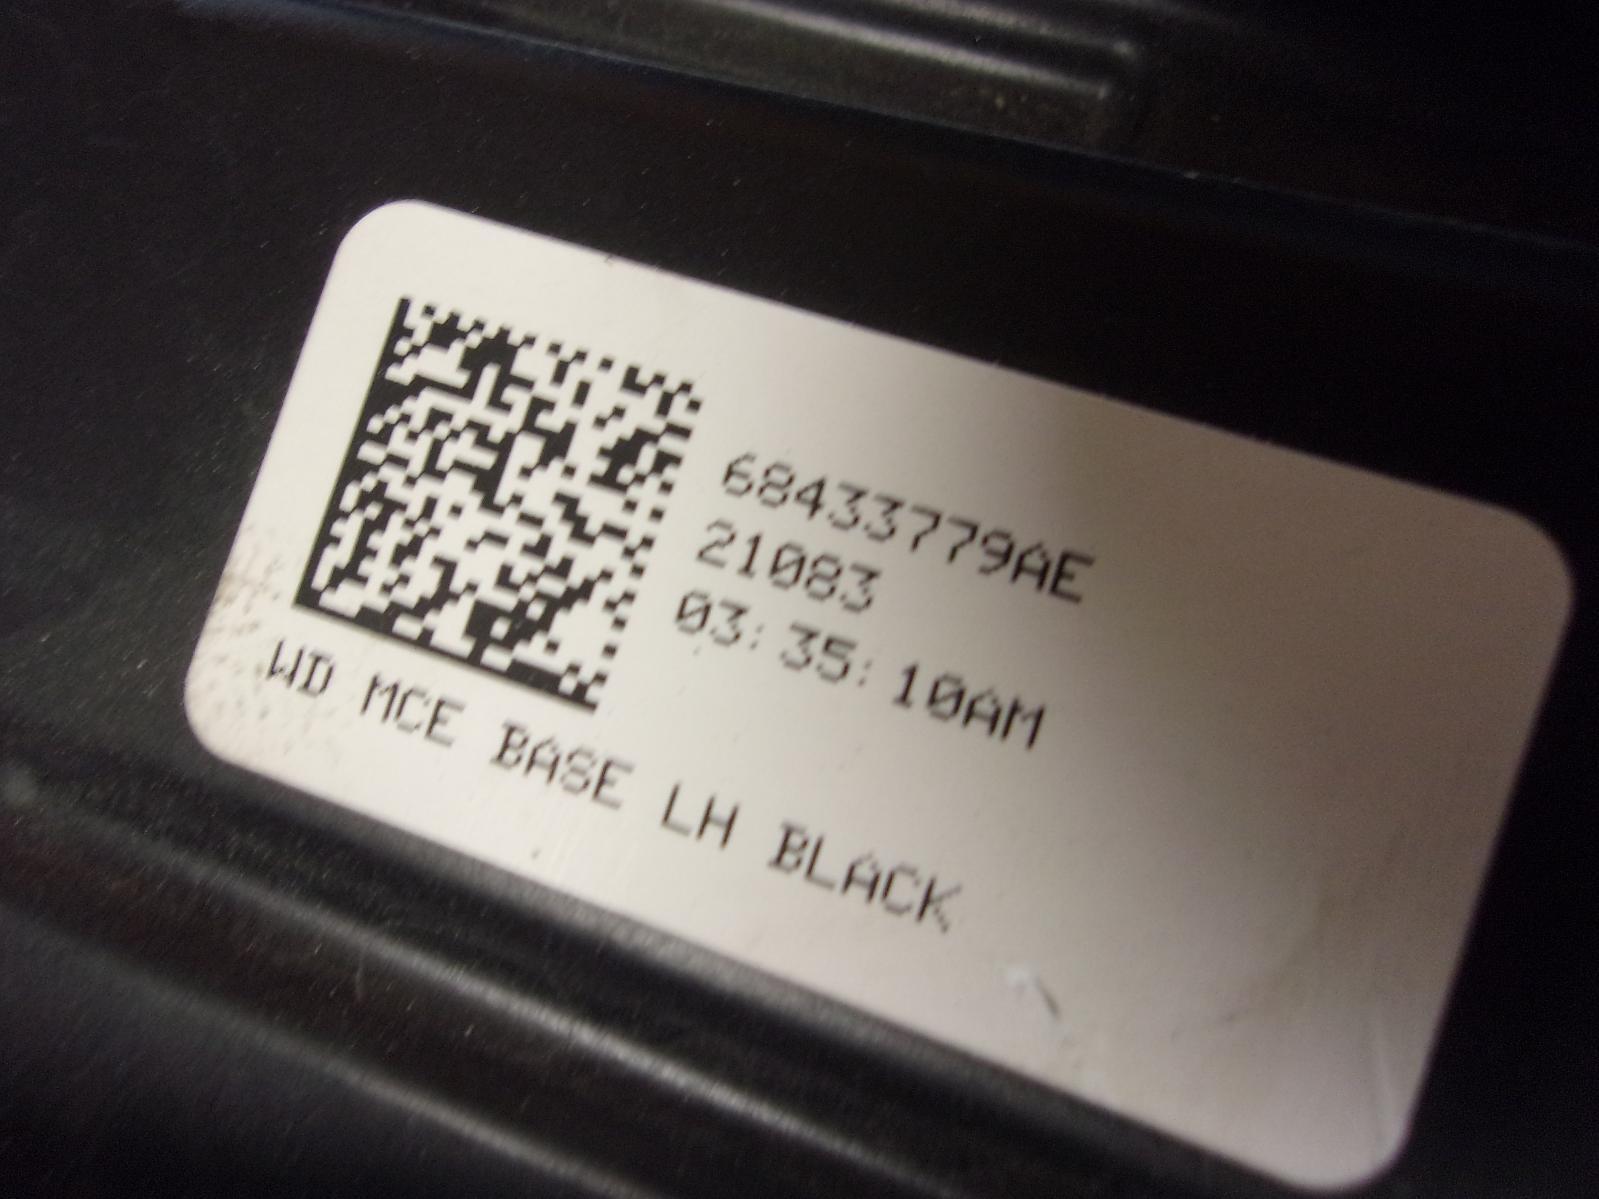 68433779AE
21083
03:35:10AM
WD MCE BASE LH BLACK